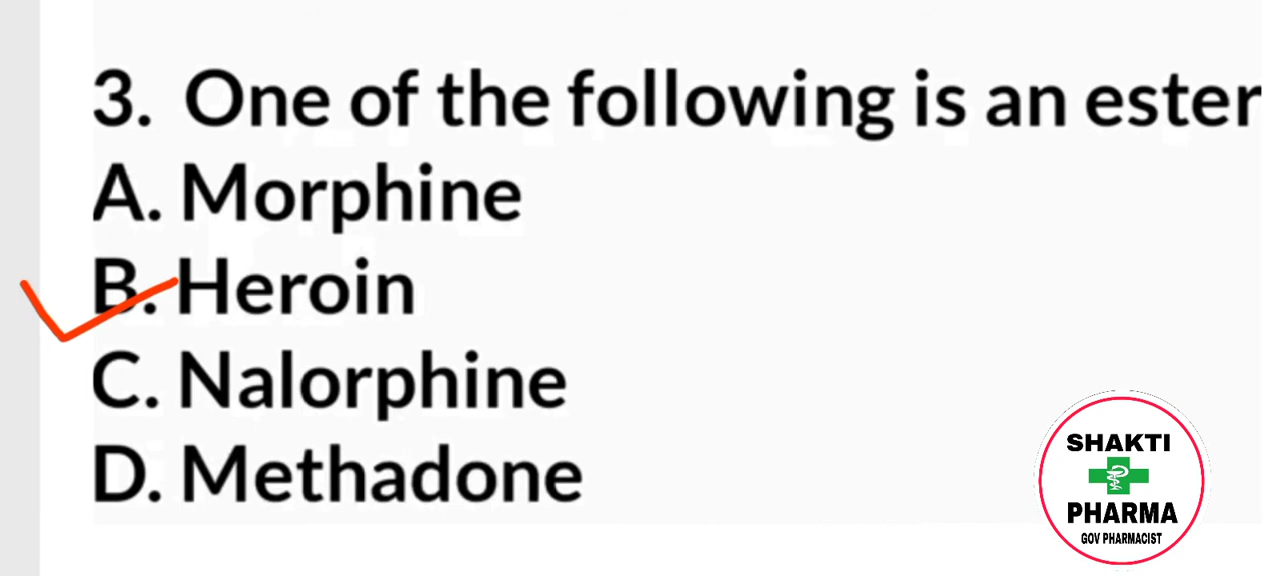 3. One of the following is an ester
A. Morphine
B. Heroin
C. Nalorphine
D. Methadone
SHAKTI
PHARMA
GOV PHARMACIST